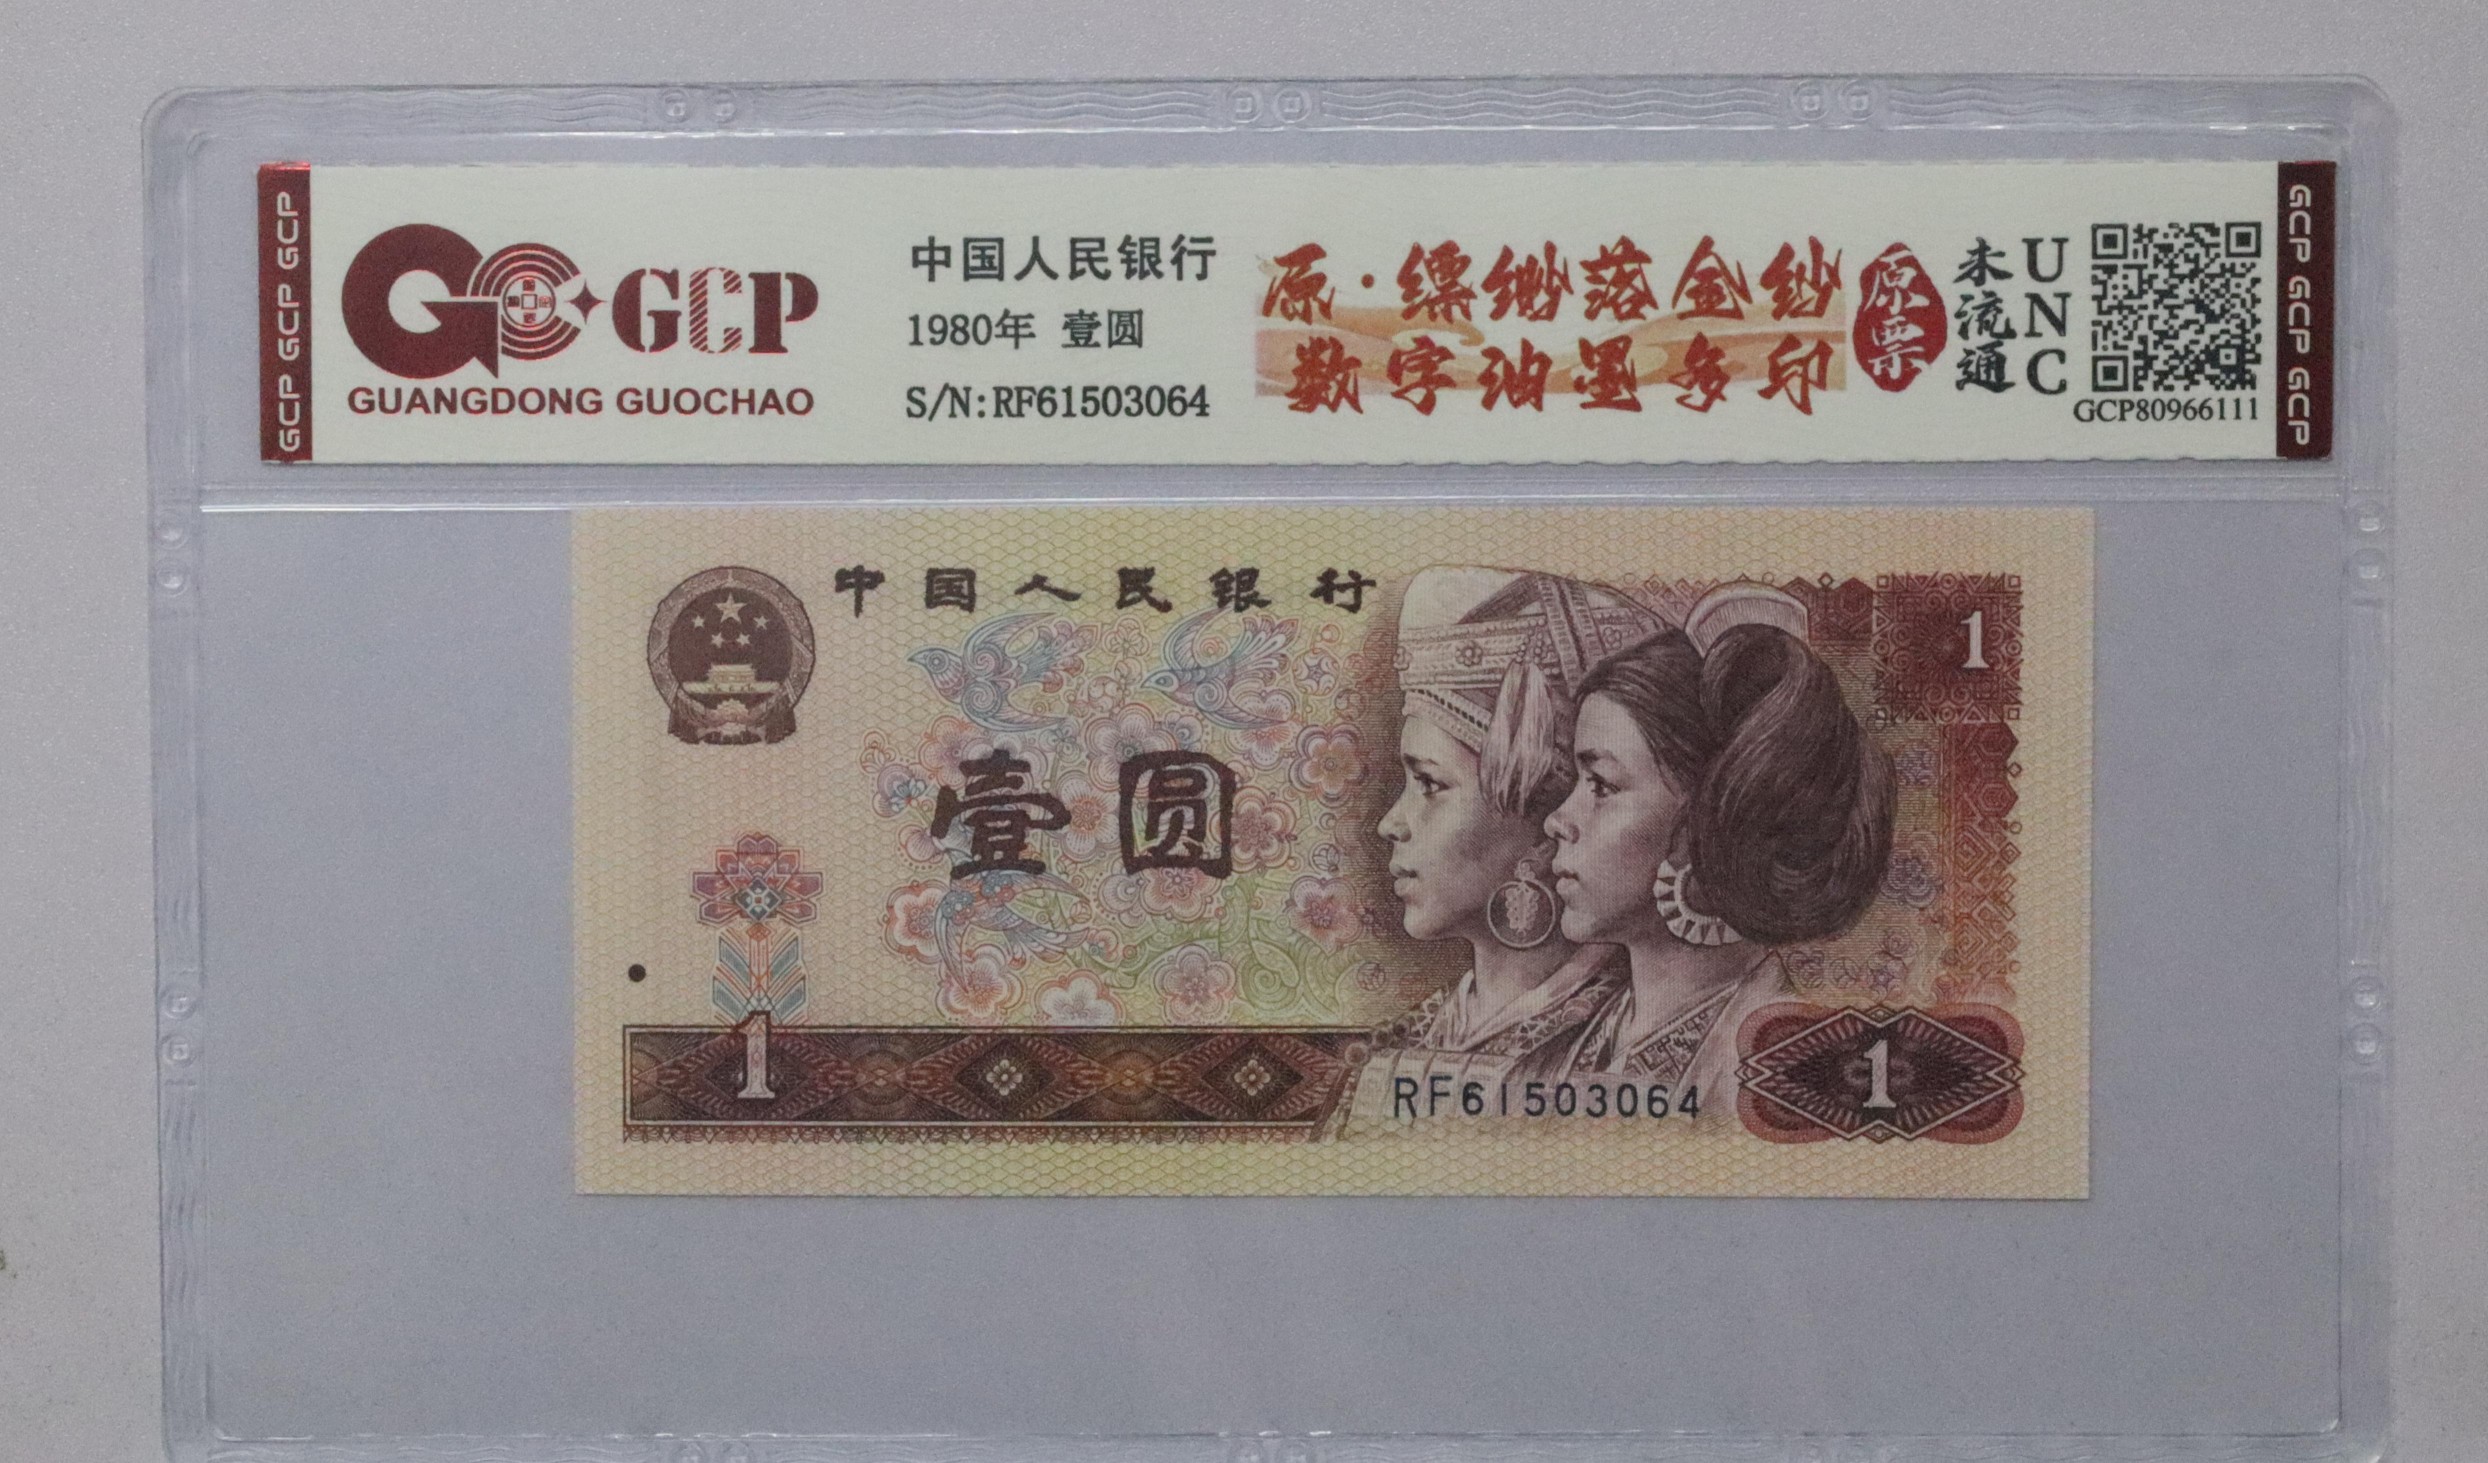 GCP GCP GCP
GCP
GUANGDONG GUOCHAO
中国人民银行
1980年 壹圆
S/N:RF61503064
原·缥缈落金纱
数字油墨多印
原票
未流通
UNC
GCP80966111
GCP GCP GCP
中国人民银行
1
壹圆
1
RF61503064
1